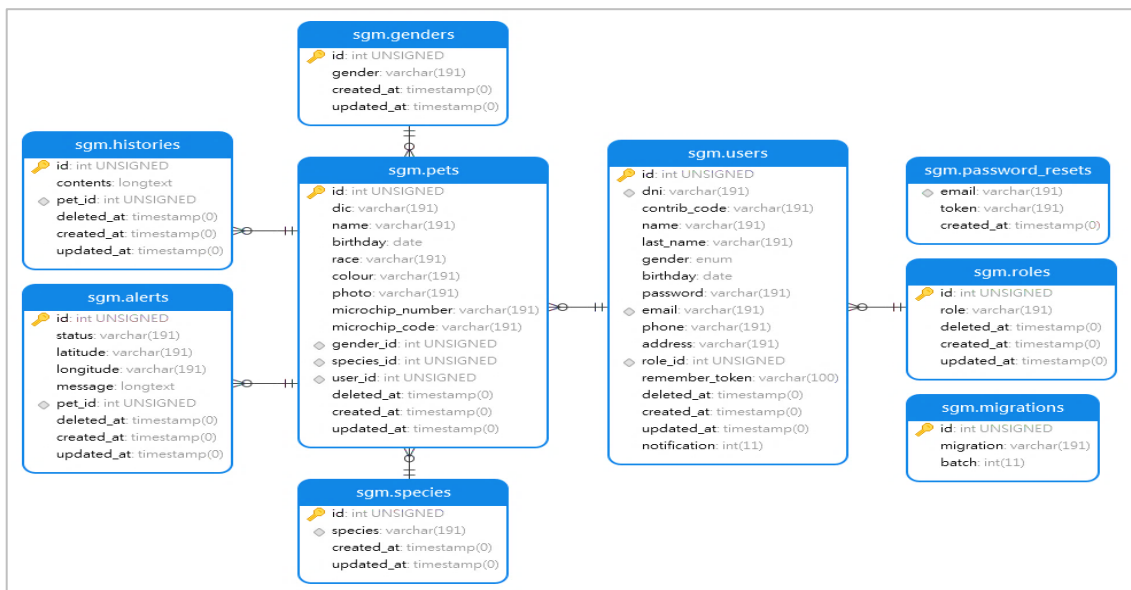 sgm.genders
id: int UNSIGNED
gender: varchar(191)
created_at: timestamp(0)
updated_at: timestamp(0)
sgm.histories
id: int UNSIGNED
contents: longtext
pet_id: int UNSIGNED
deleted_at: timestamp(0)
created_at: timestamp(0)
updated_at: timestamp(0)
sgm.alerts
id: int UNSIGNED
status: varchar(191)
latitude: varchar(191)
longitude: varchar(191)
message: longtext
pet_id: int UNSIGNED
deleted_at: timestamp(0)
created_at: timestamp(0)
updated_at: timestamp(0)
sgm.pets
id: int UNSIGNED
dic: varchar(191)
name: varchar(191)
birthday: date
race: varchar(191)
colour: varchar(191)
photo: varchar(191)
microchip_number: varchar(191)
microchip_code: varchar(191)
gender_id: int UNSIGNED
species_id: int UNSIGNED
user_id: int UNSIGNED
deleted_at: timestamp(0)
created_at: timestamp(0)
updated_at: timestamp(0)
sgm.species
id: int UNSIGNED
species: varchar(191)
created_at: timestamp(0)
updated_at: timestamp(0)
sgm.users
id: int UNSIGNED
dni: varchar(191)
contrib_code: varchar(191)
name: varchar(191)
last_name: varchar(191)
gender: enum
birthday: date
password: varchar(191)
email: varchar(191)
phone: varchar(191)
address: varchar(191)
role_id: int UNSIGNED
remember_token: varchar(100)
deleted_at: timestamp(0)
created_at: timestamp(0)
updated_at: timestamp(0)
notification: int(11)
sgm.password_resets
email: varchar(191)
token: varchar(191)
created_at: timestamp(0)
sgm.roles
id: int UNSIGNED
role: varchar(191)
deleted_at: timestamp(0)
created_at: timestamp(0)
updated_at: timestamp(0)
sgm.migrations
id: int UNSIGNED
migration: varchar(191)
batch: int(11)